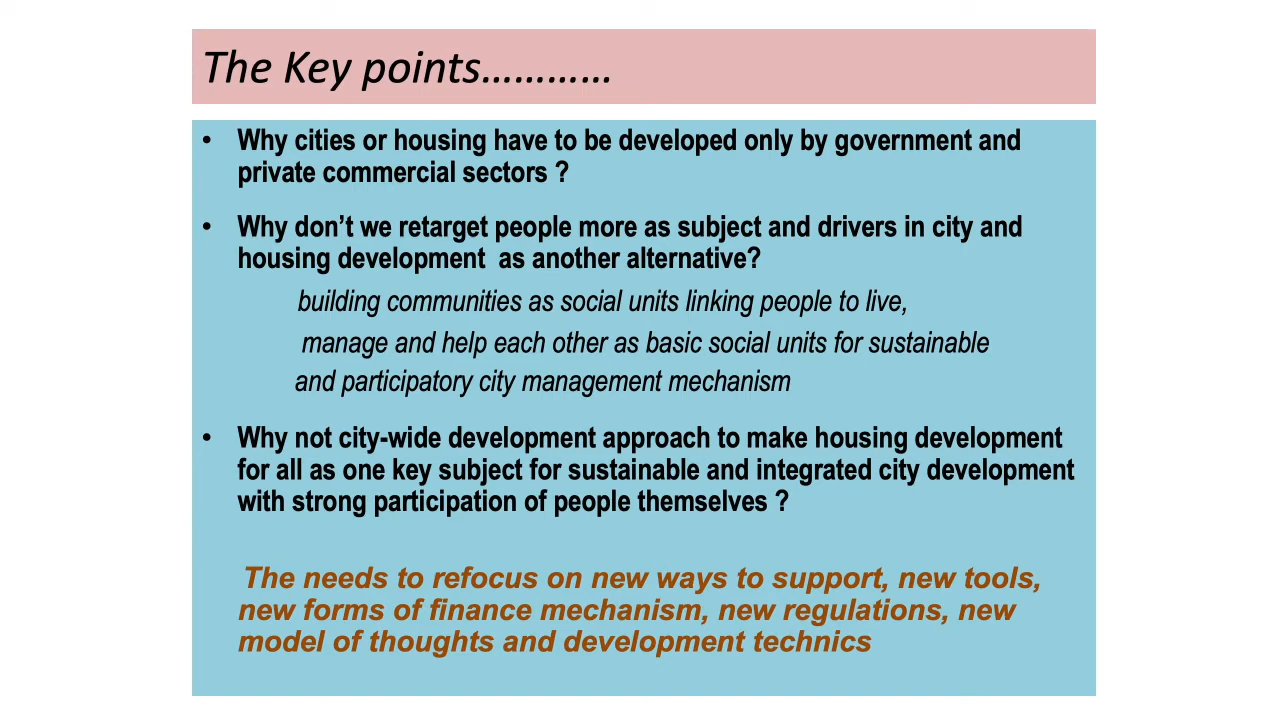 The Key points…………
• Why cities or housing have to be developed only by government and
private commercial sectors ?
• Why don’t we retarget people more as subject and drivers in city and
housing development as another alternative?
building communities as social units linking people to live,
manage and help each other as basic social units for sustainable
and participatory city management mechanism
• Why not city-wide development approach to make housing development
for all as one key subject for sustainable and integrated city development
with strong participation of people themselves ?
The needs to refocus on new ways to support, new tools,
new forms of finance mechanism, new regulations, new
model of thoughts and development technics